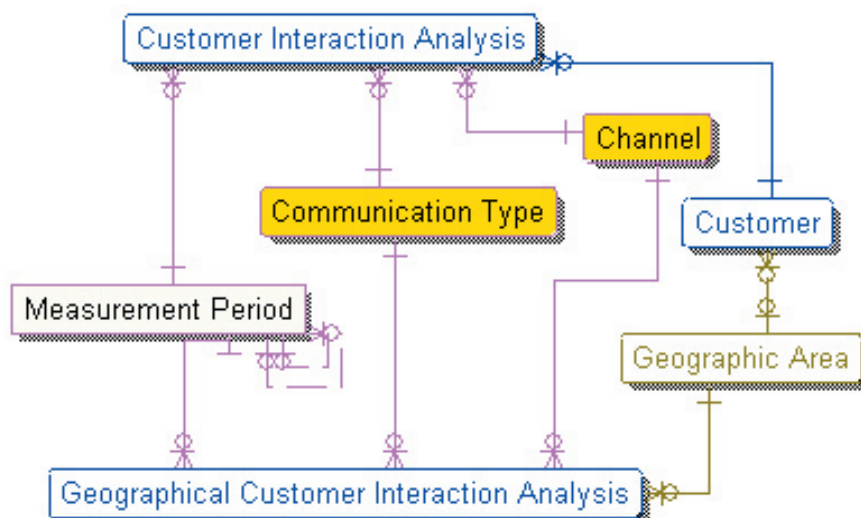 Customer Interaction Analysis
Channel
Communication Type
Customer
Measurement Period
Geographic Area
Geographical Customer Interaction Analysis